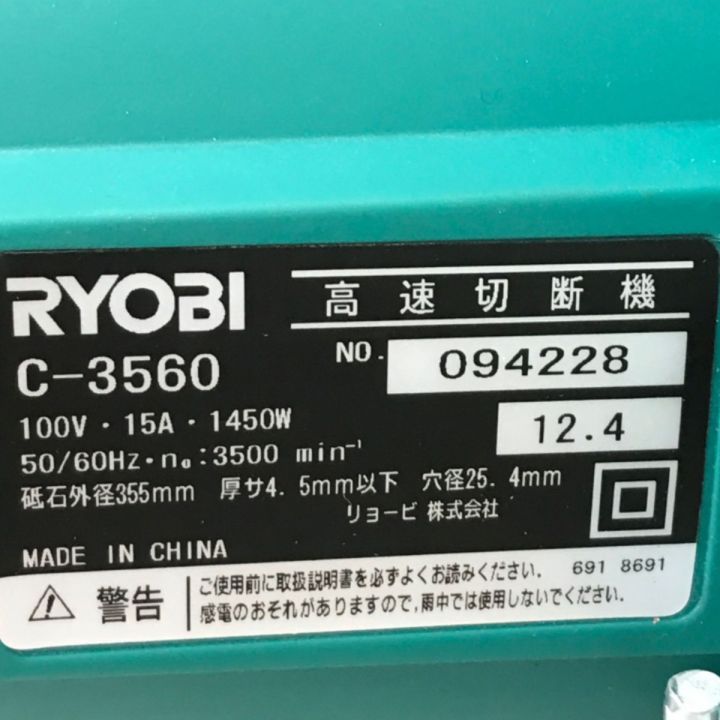 RYOBI
高速切断機
C-3560
NO. 094228
100V・15A・1450W
12.4
50/60Hz・n₀:3500 min⁻¹
砥石外径355mm 厚サ4.5mm以下 穴径25.4mm
リョービ 株式会社
MADE IN CHINA
警告
ご使用前に取扱説明書を必ずよくお読みください.
691 8691
感電のおそれがありますので,雨中では使用しないでください.